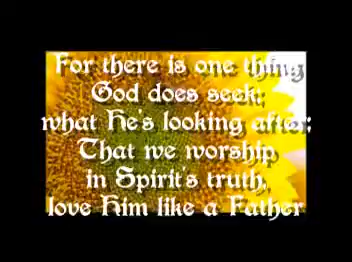 For there is one thing
God does seek;
what He's looking after;
That we worship
in Spirit's truth,
love Him like a Father